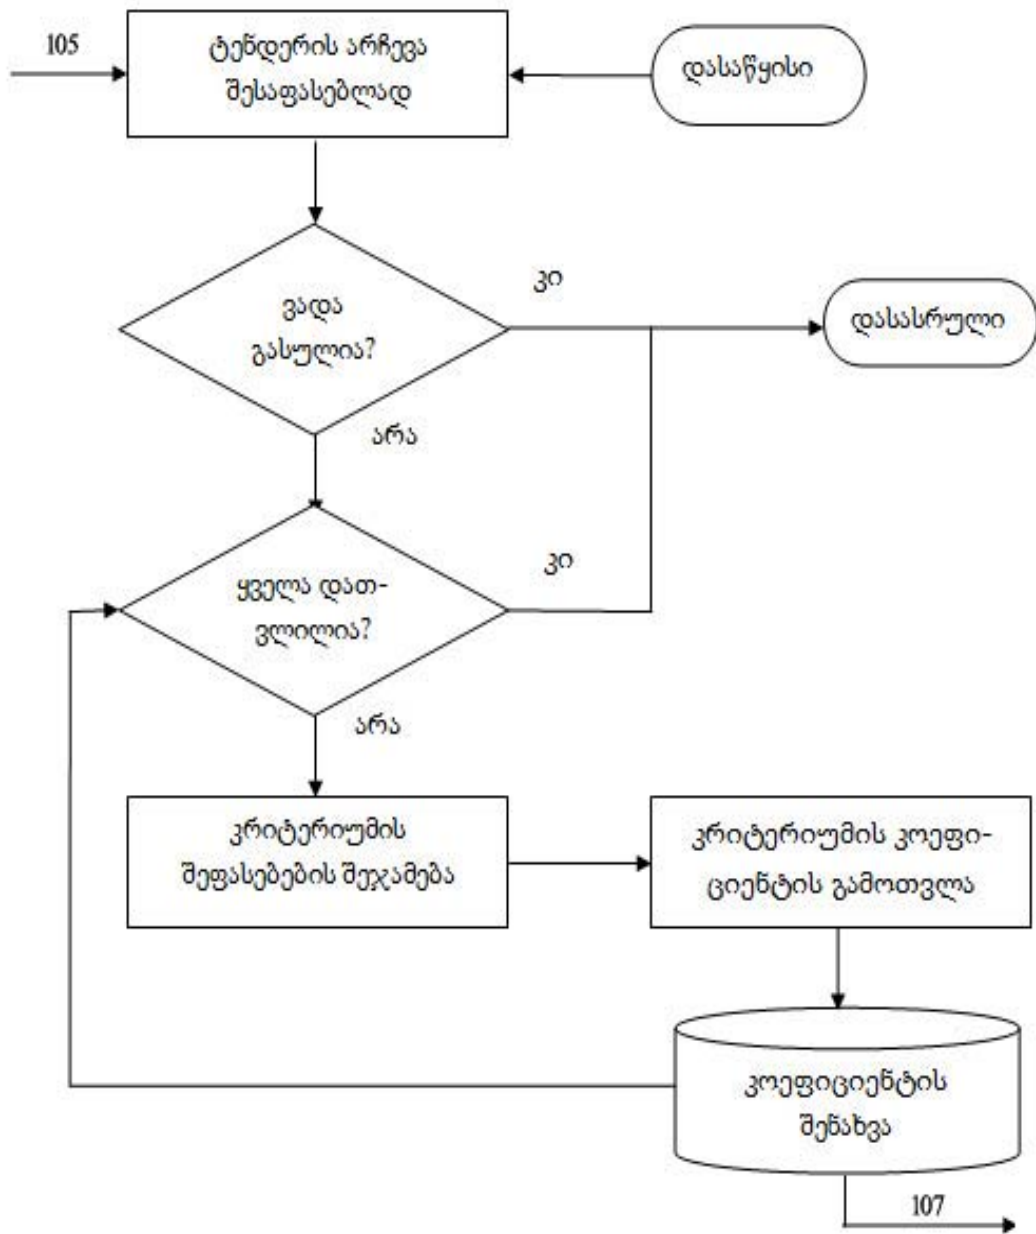 105
ტენდერის არჩევა
შესაფასებლად
დასაწყისი
ვადა
გასულია?
კი
დასასრული
არა
ყველა დათ-
ვლილია?
კი
არა
კრიტერიუმის
შეფასებების შეჯამება
კრიტერიუმის კოეფი-
ციენტის გამოთვლა
კოეფიციენტის
შენახვა
107